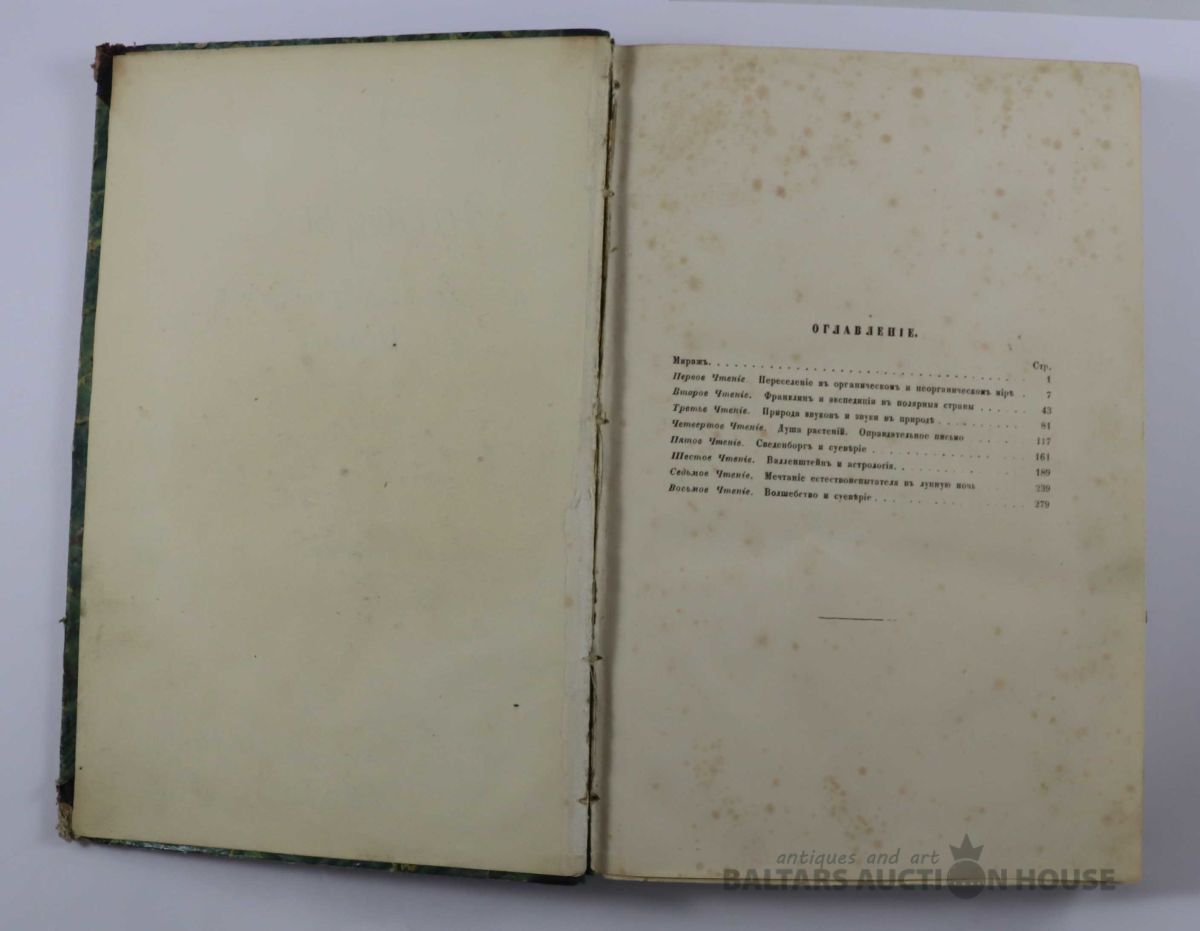 ОГЛАВЛЕНІЕ.
Стр.
Миражъ. . . . . . . . . . . . . . . . . . . . . . . . . . . . . . . 1
Первое Чтеніе. Переселеніе въ органическомъ и неорганическомъ мірѣ . 7
Второе Чтеніе. Франклинъ и экспедиціи въ полярныя страны . . . . . . 43
Третье Чтеніе. Природа звуковъ и звуки въ природѣ . . . . . . . . . . 81
Четвертое Чтеніе. Душа растеній. Оправдательное письмо . . . . 117
Пятое Чтеніе. Сведенборгъ и суевѣріе . . . . . . . . . . . . . . 161
Шестое Чтеніе. Валленштейнъ и астрологія. . . . . . . . . . . . 189
Седьмое Чтеніе. Мечтаніе естествоиспытателя въ лунную ночь . . . 239
Восьмое Чтеніе. Волшебство и суевѣріе . . . . . . . . . . . . . 279
antiques and art
BALTARS AUCTION HOUSE